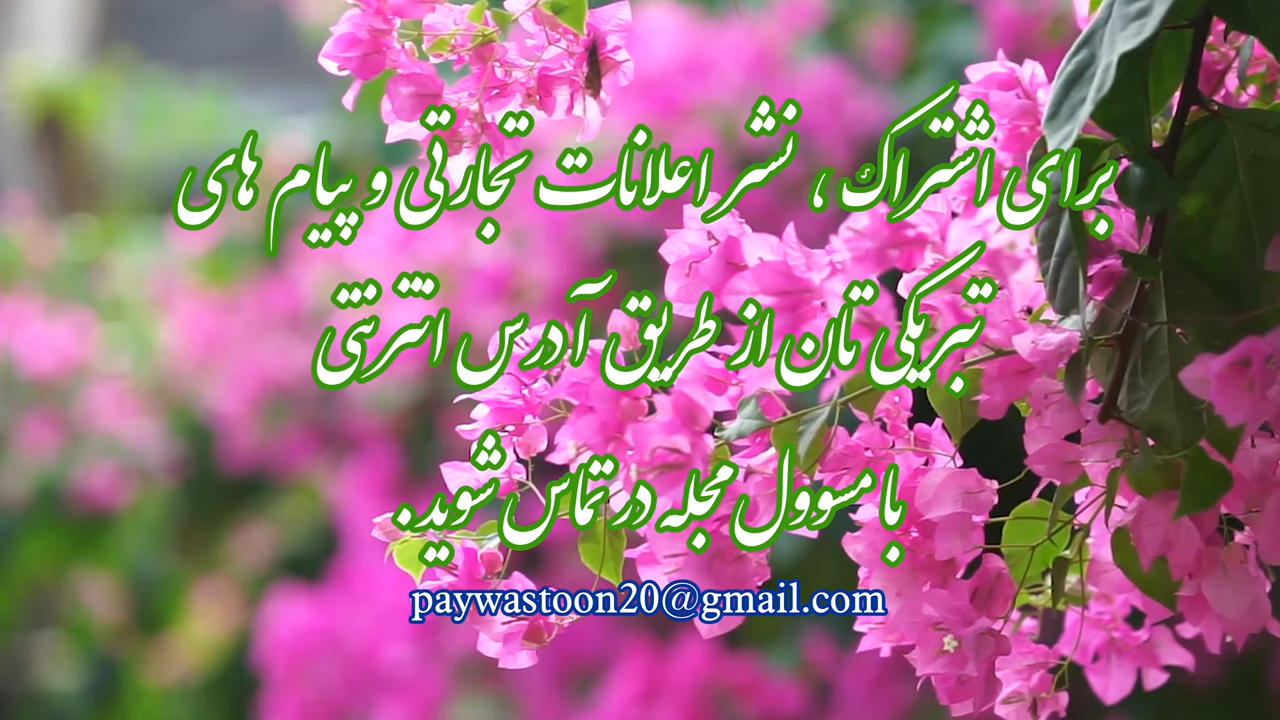 برای اشتراک، نشر اعلانات تجارتی و پیام های
تبریکی تان از طریق آدرس انترنتی
با مسوول مجله در تماس شوید.
paywastoon20@gmail.com